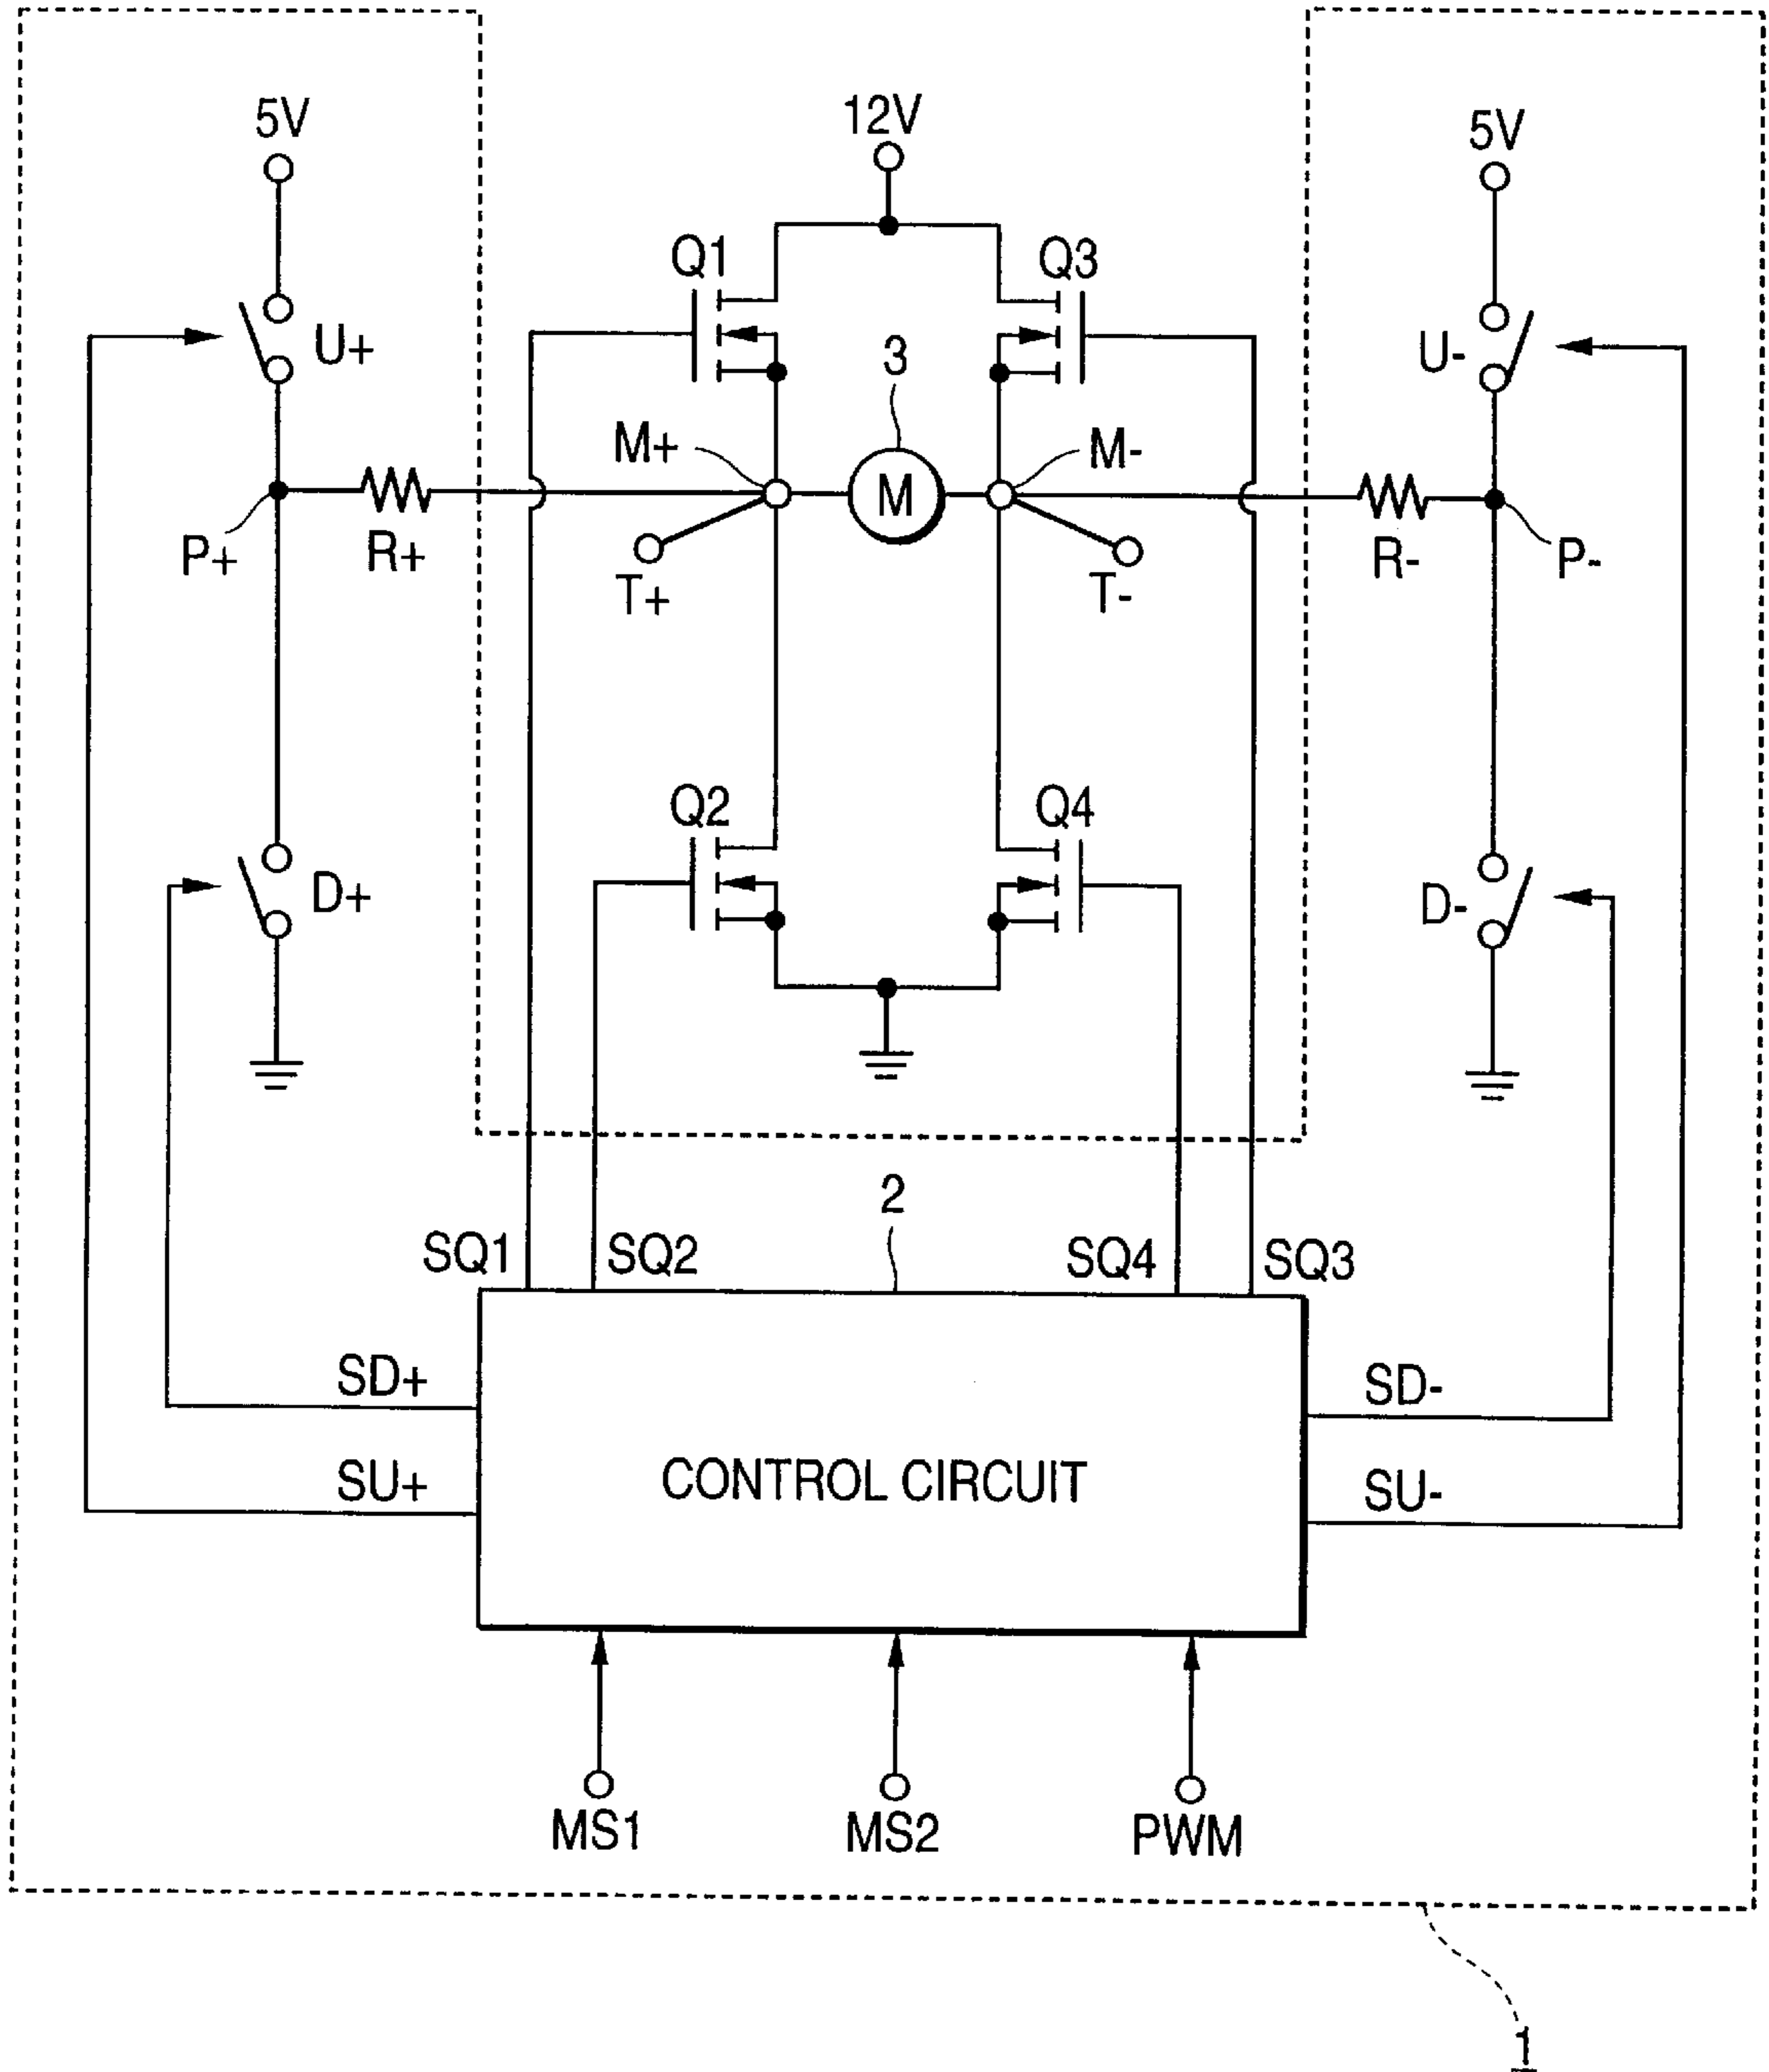 5V
12V
5V
Q1
Q3
U+
3
U-
M+
M-
M
P+
R+
T+
T-
R-
P-
Q2
Q4
D+
D-
2
SQ1
SQ2
SQ4
SQ3
SD+
SD-
CONTROL CIRCUIT
SU+
SU-
MS1
MS2
PWM
1